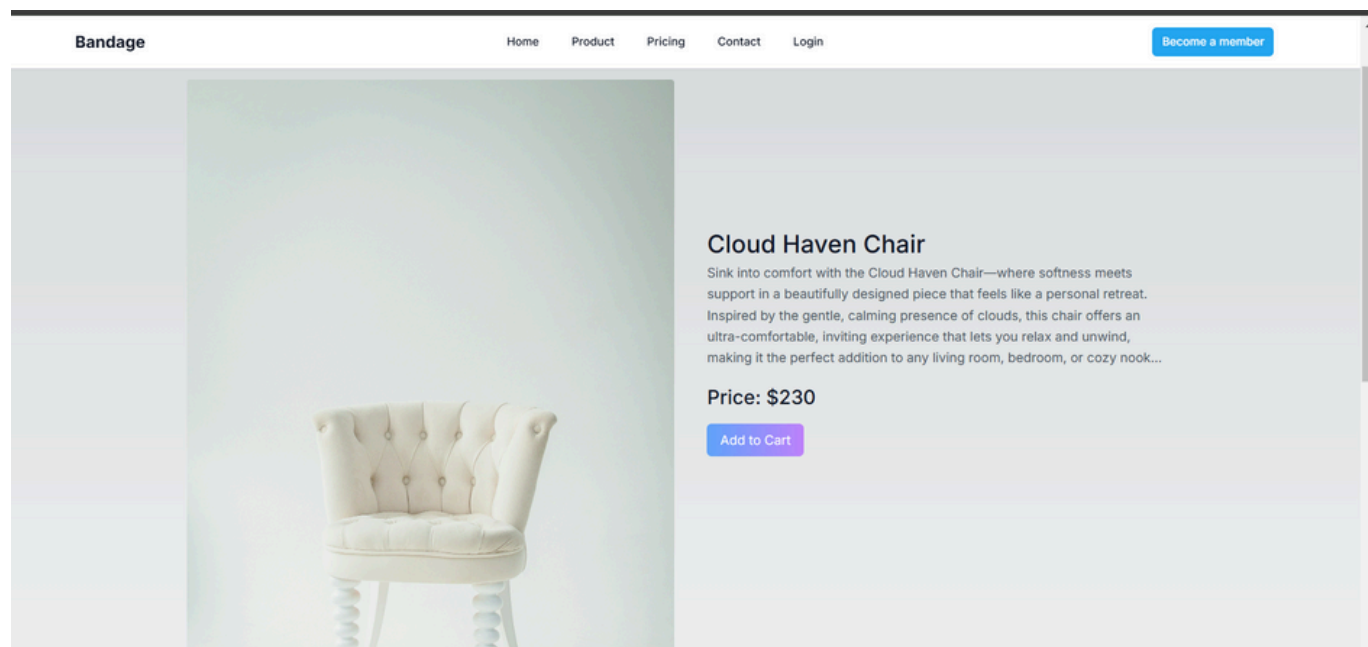 Bandage
Home Product Pricing Contact Login
Become a member
Cloud Haven Chair
Sink into comfort with the Cloud Haven Chair—where softness meets
support in a beautifully designed piece that feels like a personal retreat.
Inspired by the gentle, calming presence of clouds, this chair offers an
ultra-comfortable, inviting experience that lets you relax and unwind,
making it the perfect addition to any living room, bedroom, or cozy nook...
Price: $230
Add to Cart